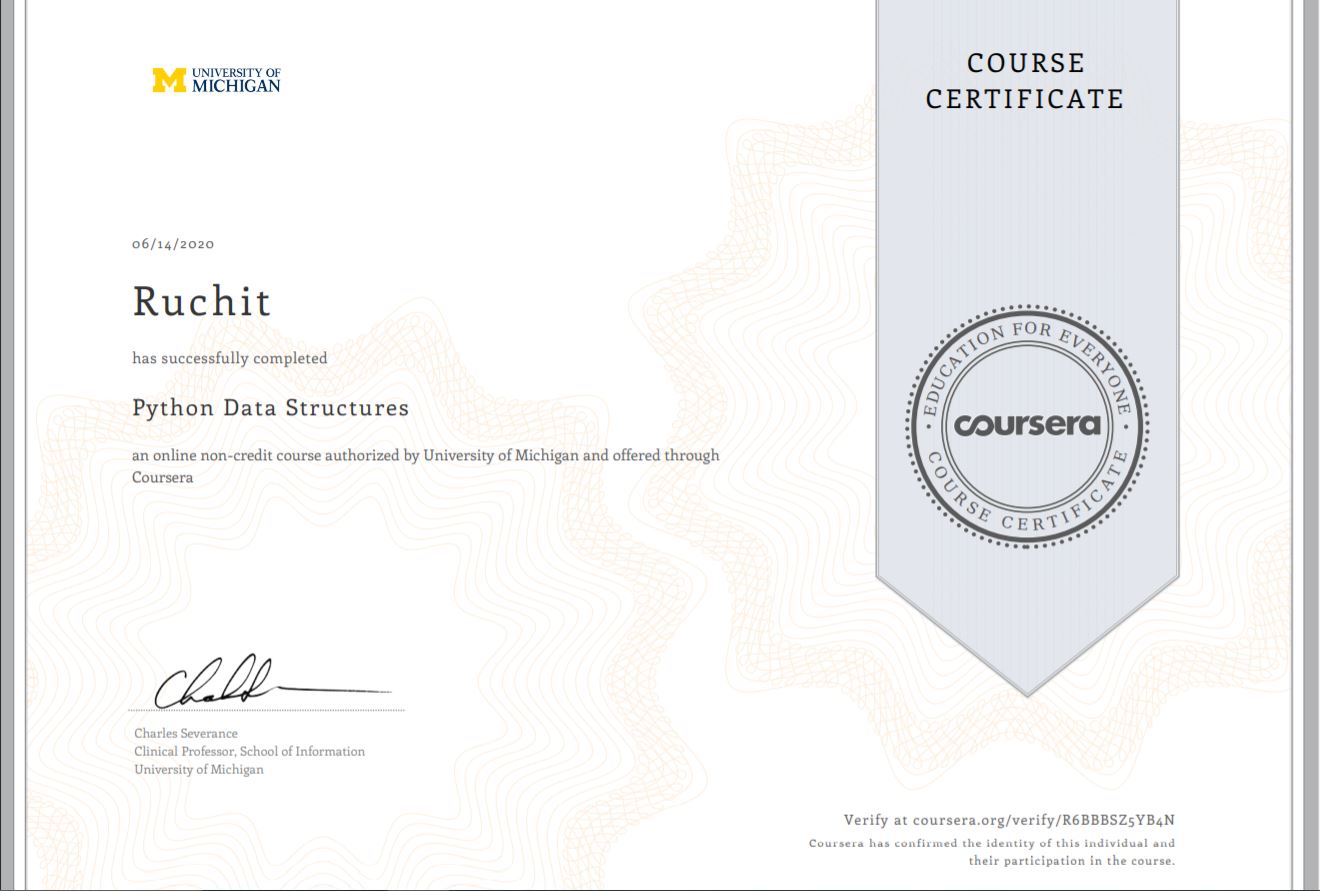 UNIVERSITY OF
MICHIGAN
COURSE
CERTIFICATE
06/14/2020
Ruchit
has successfully completed
Python Data Structures
an online non-credit course authorized by University of Michigan and offered through
Coursera
EDUCATION FOR EVERYONE
coursera
COURSE CERTIFICATE
Charles Severance
Clinical Professor, School of Information
University of Michigan
Verify at coursera.org/verify/R6BBBSZ5YB4N
Coursera has confirmed the identity of this individual and
their participation in the course.